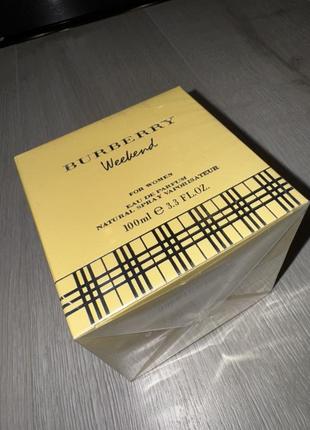 BURBERRY
Weekend
FOR WOMEN
EAU DE PARFUM
NATURAL SPRAY VAPORISATEUR
100ml ℮ 3.3 FL.OZ.